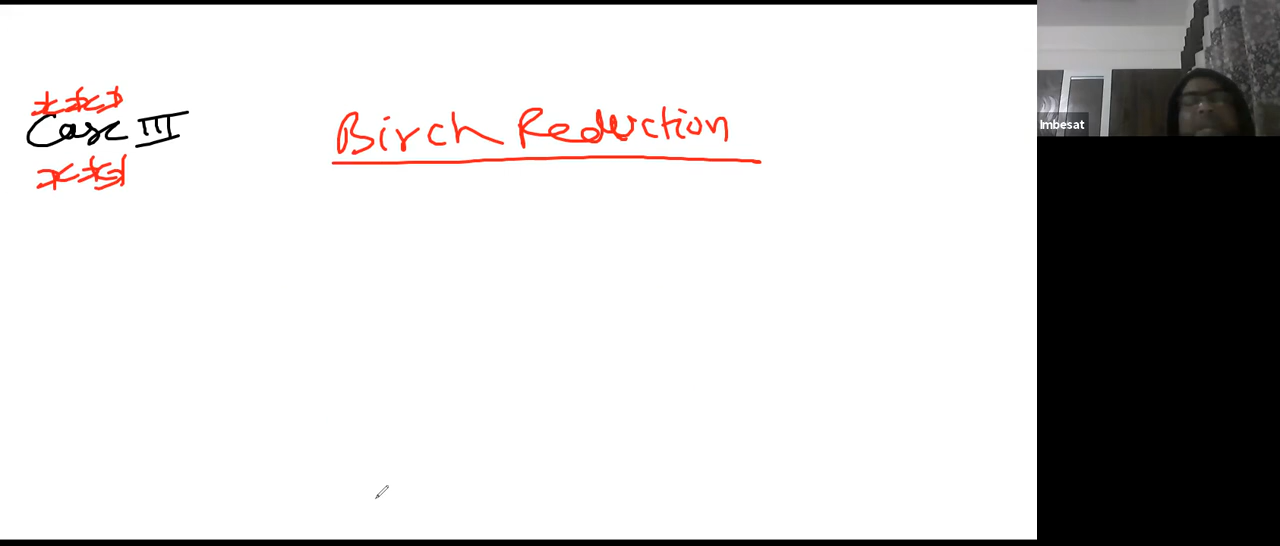 ***
Case III
***
Birch Reduction
Imbesat